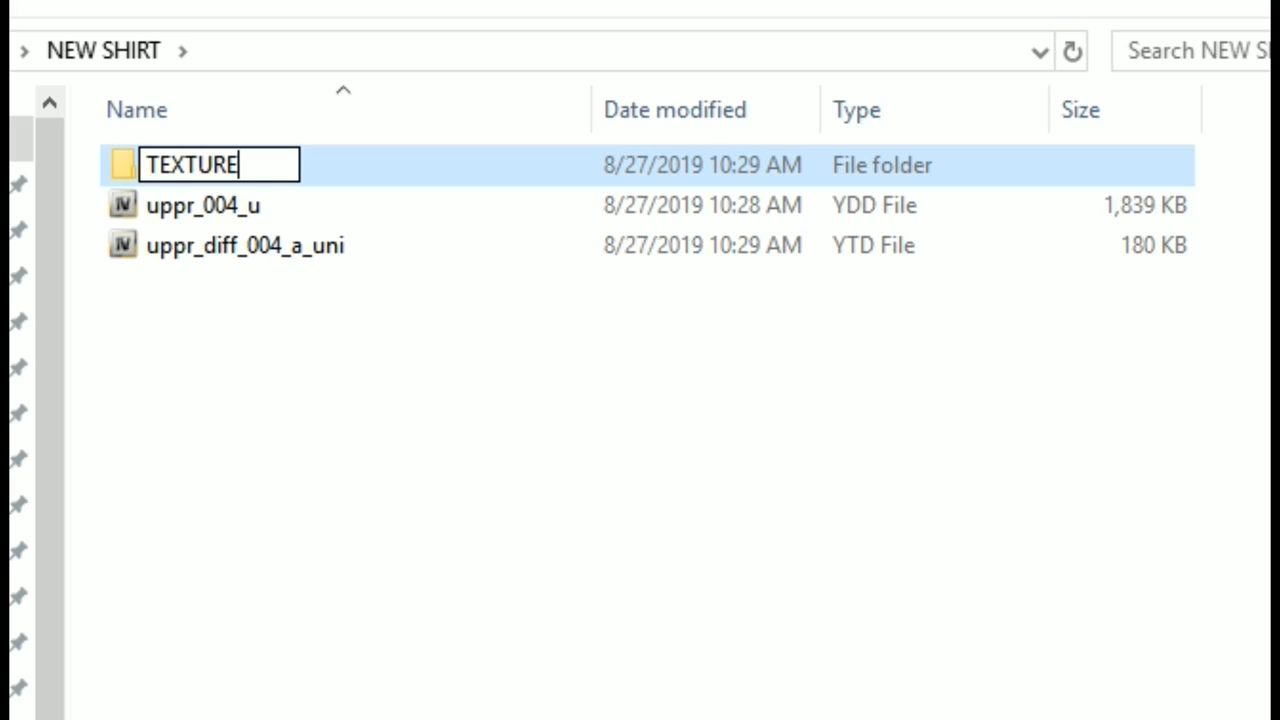 NEW SHIRT
Search NEW S
Name Date modified Type Size
TEXTURE 8/27/2019 10:29 AM File folder
uppr_004_u 8/27/2019 10:28 AM YDD File 1,839 KB
uppr_diff_004_a_uni 8/27/2019 10:29 AM YTD File 180 KB